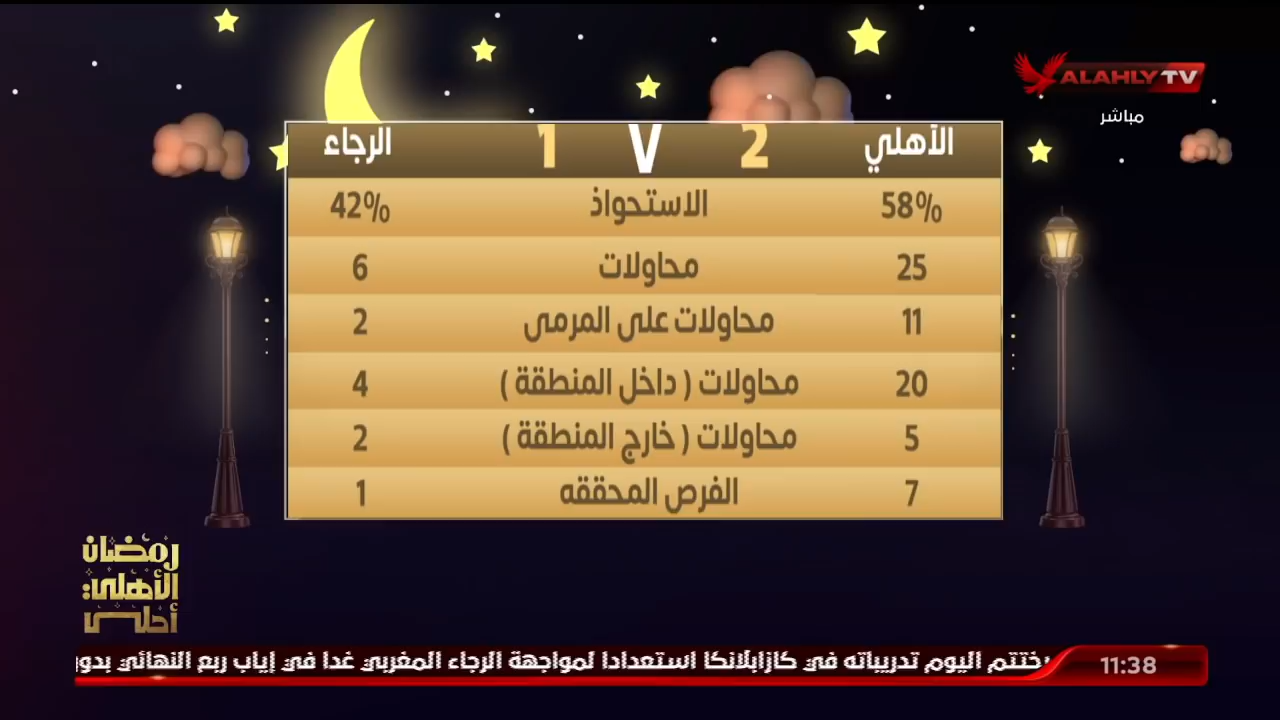 ALAHLY TV
مباشر
الأهلي 2 V 1 الرجاء
58% الاستحواذ 42%
25 محاولات 6
11 محاولات على المرمى 2
20 محاولات ( داخل المنطقة ) 4
5 محاولات ( خارج المنطقة ) 2
7 الفرص المحققه 1
رمضان
الأهلي
أحلى
11:38
اليوم تدريباته في كازابلانكا استعدادا لمواجهة الرجاء المغربي غدا في إياب ربع النهائي